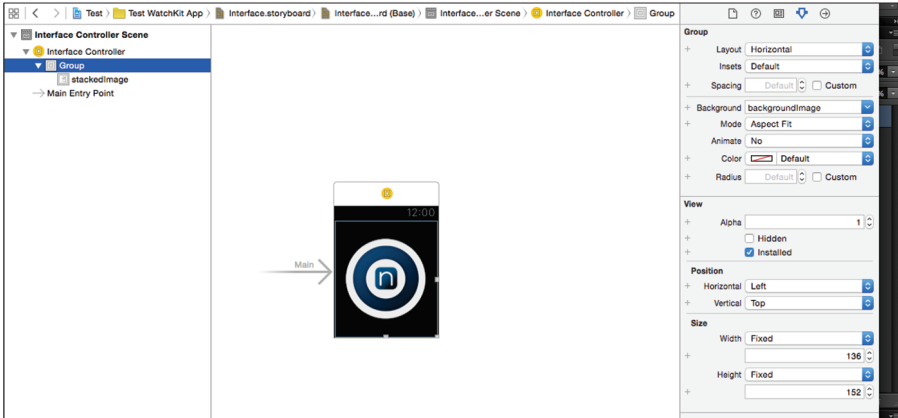 Test > Test WatchKit App > Interface.storyboard > Interface...rd (Base) > Interface...er Scene > Interface Controller > Group
Interface Controller Scene
Interface Controller
Group
stackedImage
Main Entry Point
12:00
Main
n
Group
Layout Horizontal
Insets Default
Spacing Default Custom
Background backgroundImage
Mode Aspect Fit
Animate No
Color Default
Radius Default Custom
View
Alpha 1
Hidden
Installed
Position
Horizontal Left
Vertical Top
Size
Width Fixed
136
Height Fixed
152